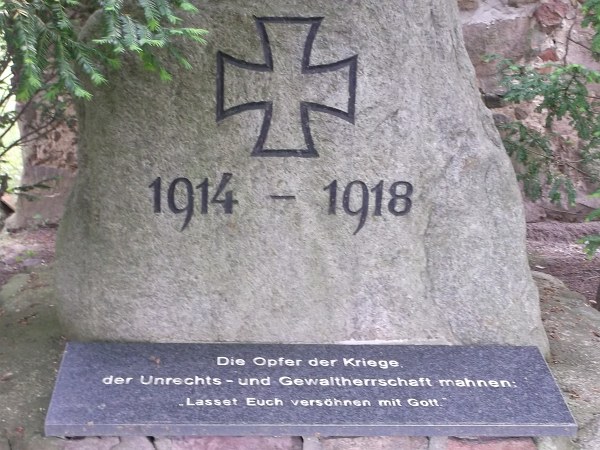 1914 - 1918
Die Opfer der Kriege,
der Unrechts- und Gewaltherrschaft mahnen:
„Lasset Euch versöhnen mit Gott."